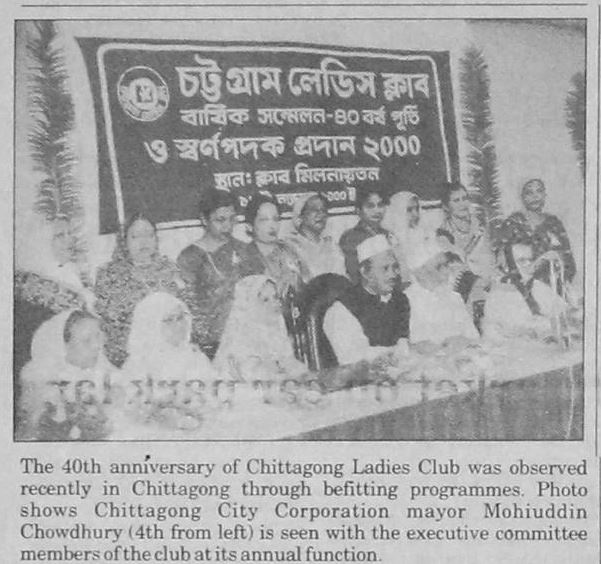 চট্টগ্রাম লেডিস ক্লাব
বার্ষিক সম্মেলন-৪০ বর্ষ পূর্তি
ও স্বর্ণপদক প্রদান ২০০০
স্থান: ক্লাব মিলনায়তন
The 40th anniversary of Chittagong Ladies Club was observed
recently in Chittagong through befitting programmes. Photo
shows Chittagong City Corporation mayor Mohiuddin
Chowdhury (4th from left) is seen with the executive committee
members of the club at its annual function.